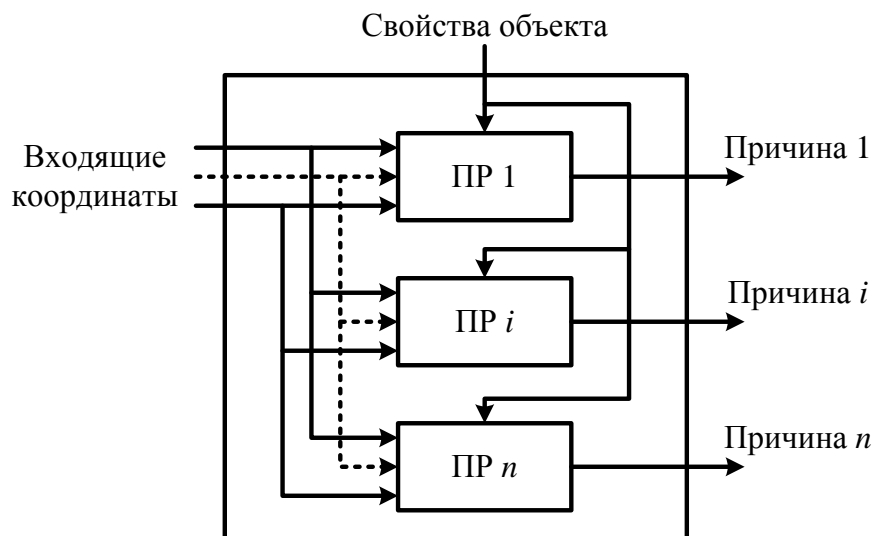 Свойства объекта
Входящие
координаты
ПР 1
Причина 1
ПР i
Причина i
ПР n
Причина n